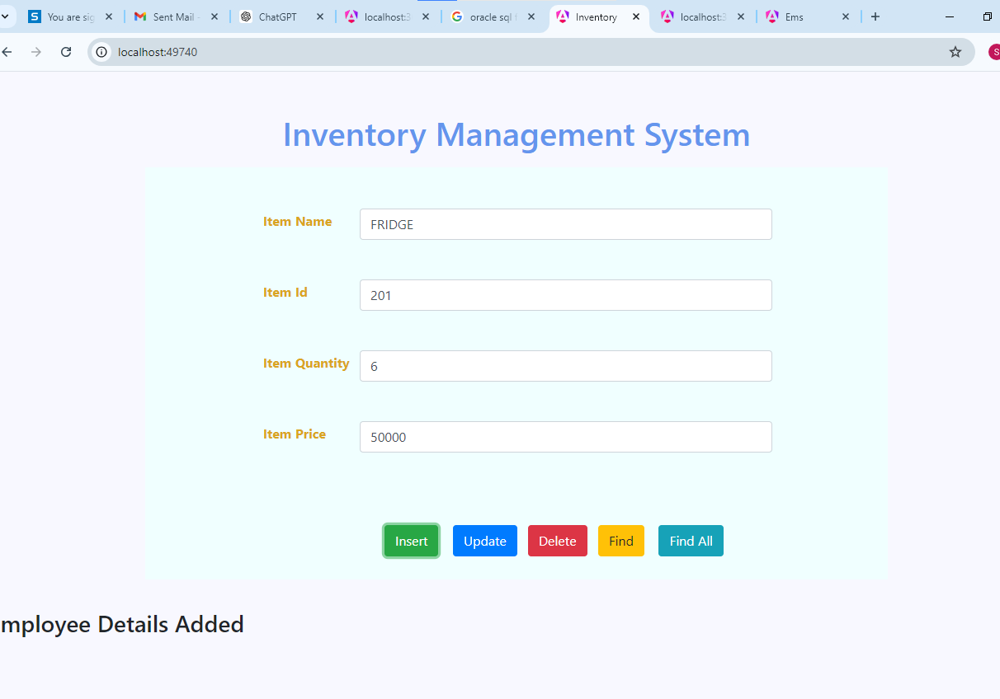 You are sig
Sent Mail -
ChatGPT
localhost:3
oracle sql
Inventory
localhost:3
Ems
localhost:49740
S
Inventory Management System
Item Name
FRIDGE
Item Id
201
Item Quantity
6
Item Price
50000
Insert Update Delete Find Find All
mployee Details Added